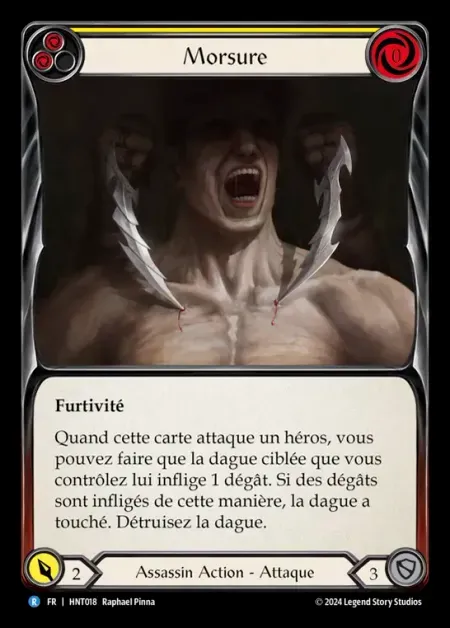 Morsure
0
Furtivité
Quand cette carte attaque un héros, vous
pouvez faire que la dague ciblée que vous
contrôlez lui inflige 1 dégât. Si des dégâts
sont infligés de cette manière, la dague a
touché. Détruisez la dague.
2
Assassin Action - Attaque
3
R FR | HNT018 Raphael Pinna
© 2024 Legend Story Studios